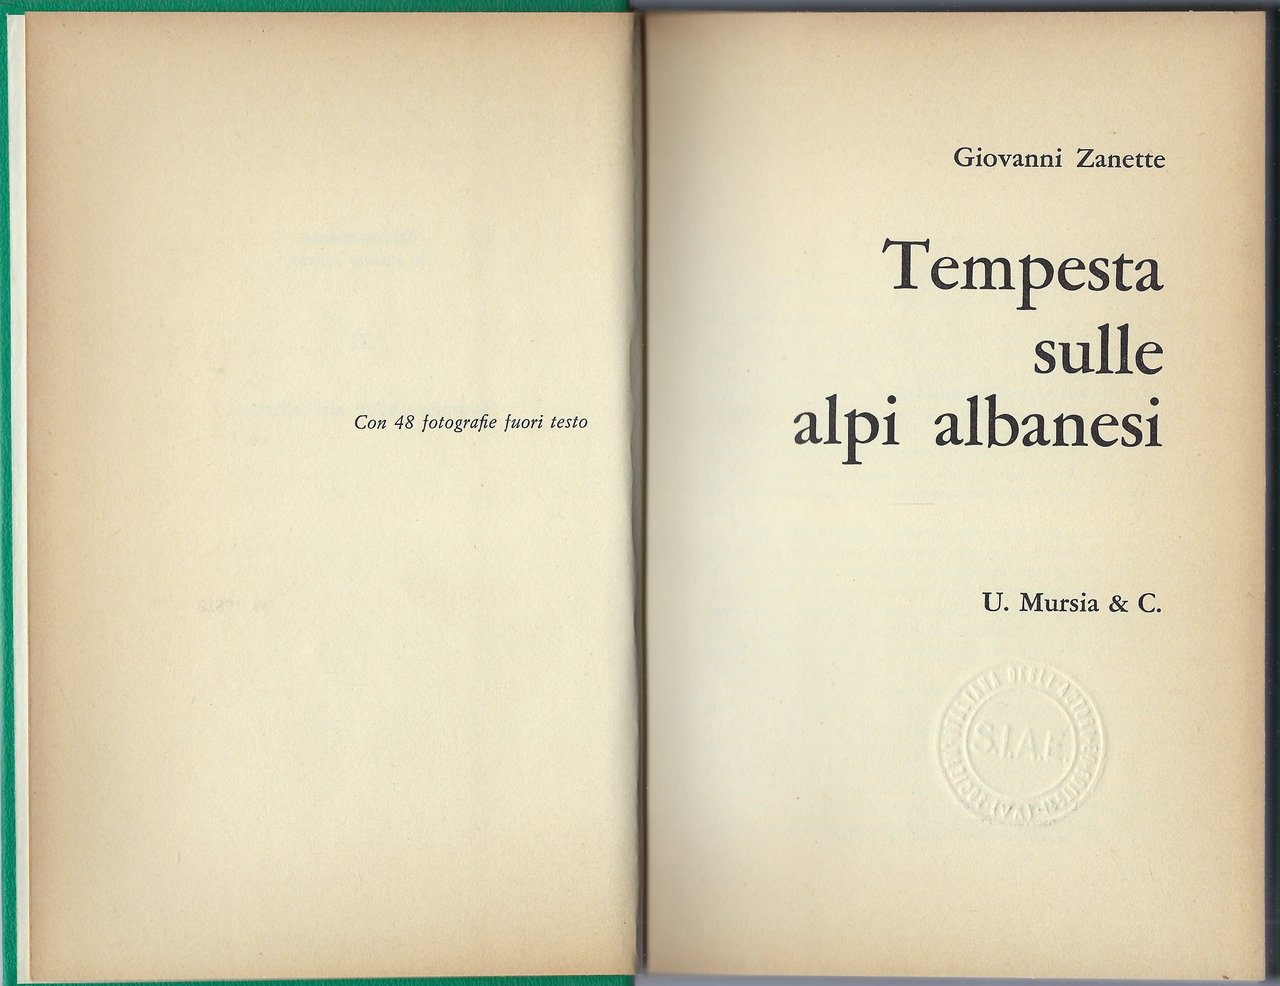 Con 48 fotografie fuori testo
Giovanni Zanette
Tempesta
sulle
alpi albanesi
U. Mursia & C.
S.I.A.E.